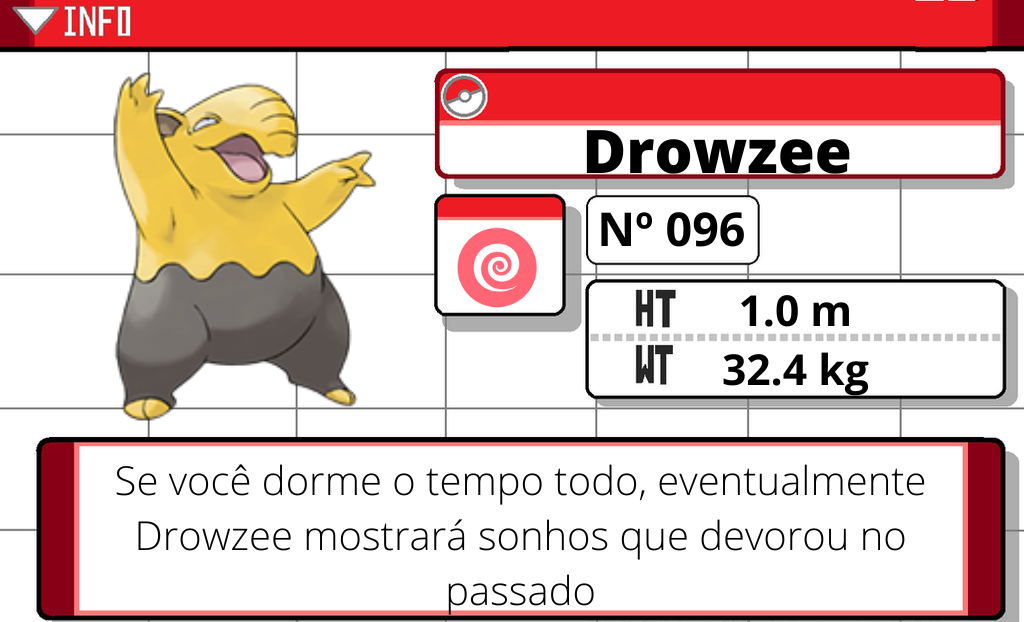 INFO
Drowzee
Nº 096
HT 1.0 m
WT 32.4 kg
Se você dorme o tempo todo, eventualmente
Drowzee mostrará sonhos que devorou no
passado